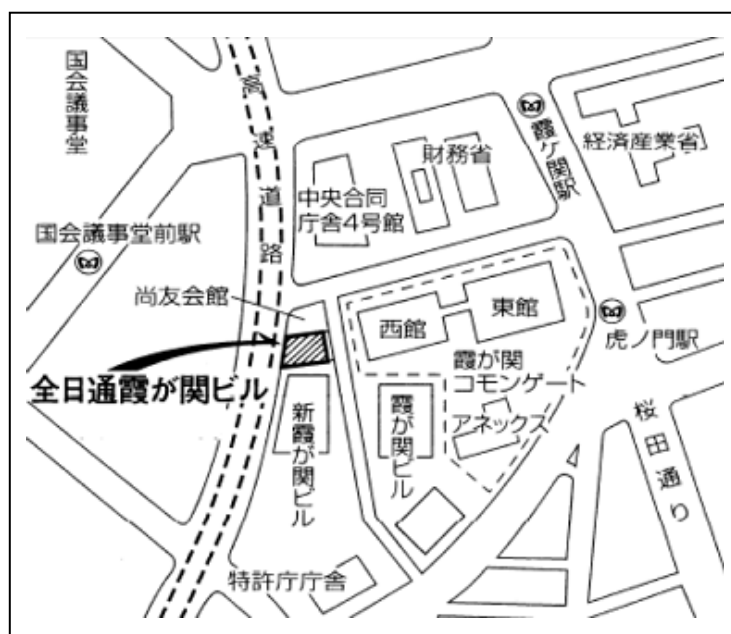 国会議事堂
高速道路
霞ケ関駅
経済産業省
財務省
中央合同
庁舎4号館
国会議事堂前駅
尚友会館
西館
東館
虎ノ門駅
霞が関
コモンゲート
アネックス
全日通霞が関ビル
新霞が関ビル
霞が関ビル
桜田通り
特許庁庁舎